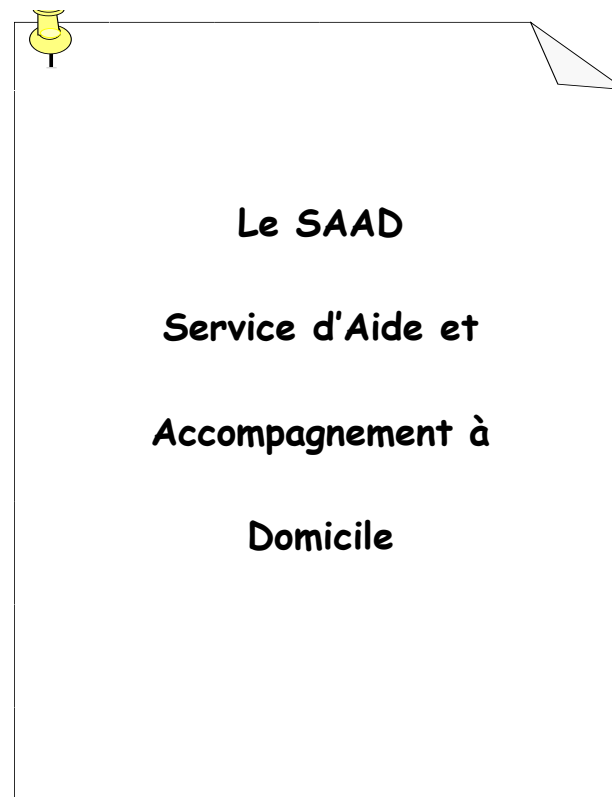 Le SAAD
Service d’Aide et
Accompagnement à
Domicile